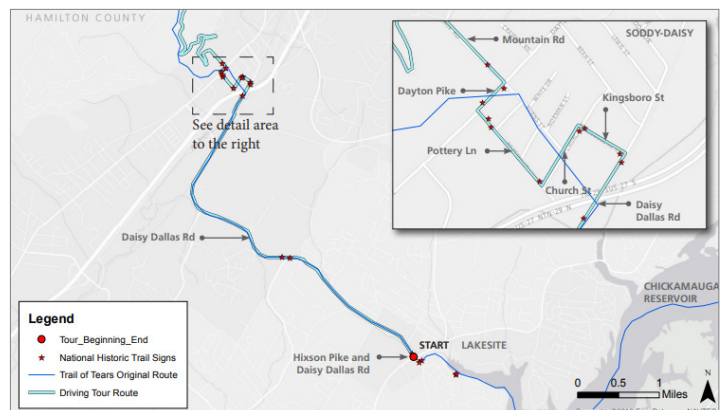 HAMILTON COUNTY
See detail area
to the right
Daisy Dallas Rd
SODDY-DAISY
Mountain Rd
Dayton Pike
Kingsboro St
Pottery Ln
Church St
Daisy
Dallas Rd
CHICKAMAUGA
RESERVOIR
START LAKESITE
Hixson Pike and
Daisy Dallas Rd
Legend
Tour_Beginning_End
National Historic Trail Signs
Trail of Tears Original Route
Driving Tour Route
N
0 0.5 1
Miles